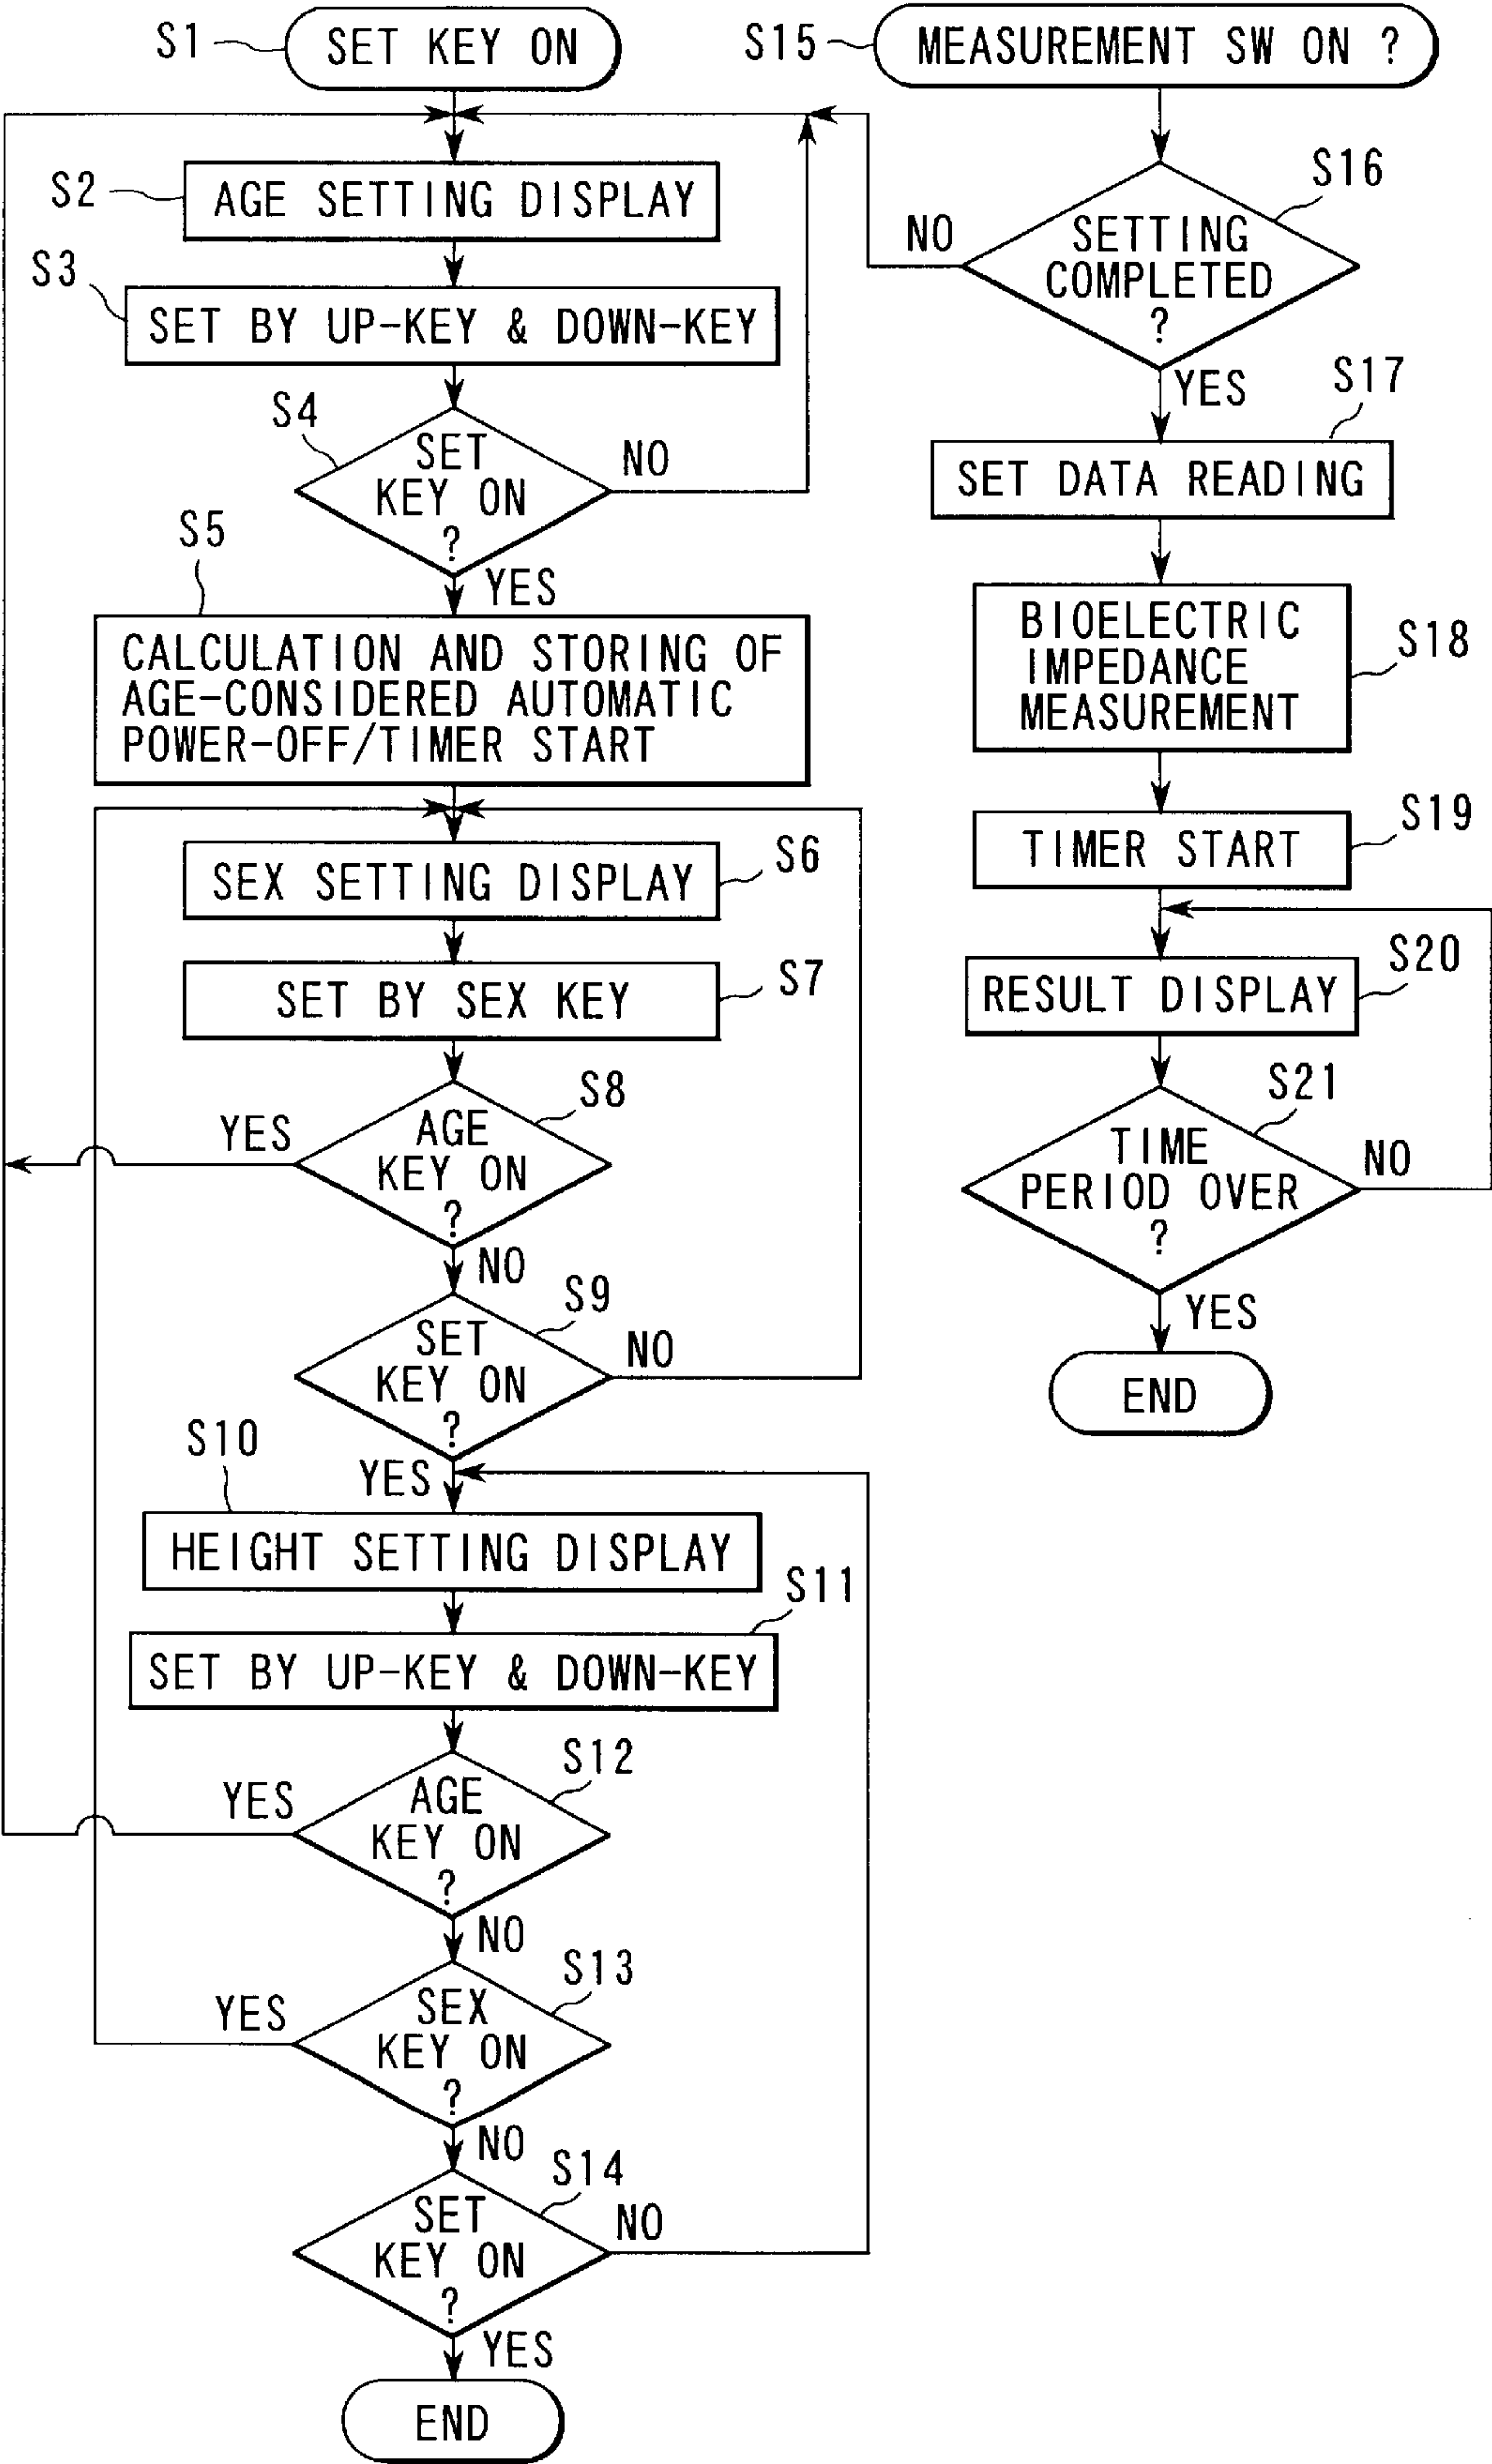 S1
SET KEY ON
S2
AGE SETTING DISPLAY
S3
SET BY UP-KEY & DOWN-KEY
S4
SET
KEY ON
?
NO
YES
S5
CALCULATION AND STORING OF
AGE-CONSIDERED AUTOMATIC
POWER-OFF/TIMER START
SEX SETTING DISPLAY
S6
SET BY SEX KEY
S7
S8
AGE
KEY ON
?
YES
NO
S9
SET
KEY ON
?
NO
YES
S10
HEIGHT SETTING DISPLAY
S11
SET BY UP-KEY & DOWN-KEY
S12
AGE
KEY ON
?
YES
NO
S13
SEX
KEY ON
?
YES
NO
S14
SET
KEY ON
?
NO
YES
END
S15
MEASUREMENT SW ON ?
S16
SETTING
COMPLETED
?
NO
YES
S17
SET DATA READING
BIOELECTRIC
IMPEDANCE
MEASUREMENT
S18
TIMER START
S19
RESULT DISPLAY
S20
S21
TIME
PERIOD OVER
?
NO
YES
END